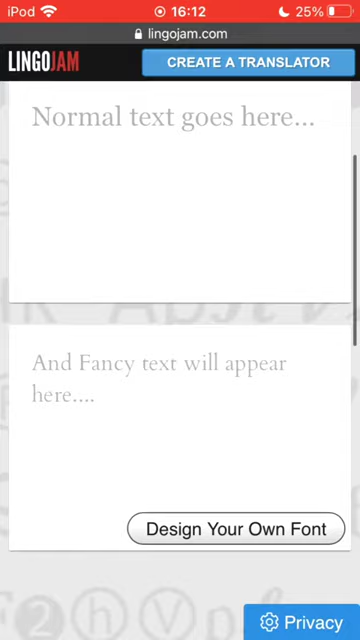 iPod 16:12 25%
lingojam.com
LINGOJAM CREATE A TRANSLATOR
Normal text goes here...
And Fancy text will appear
here....
Design Your Own Font
Privacy